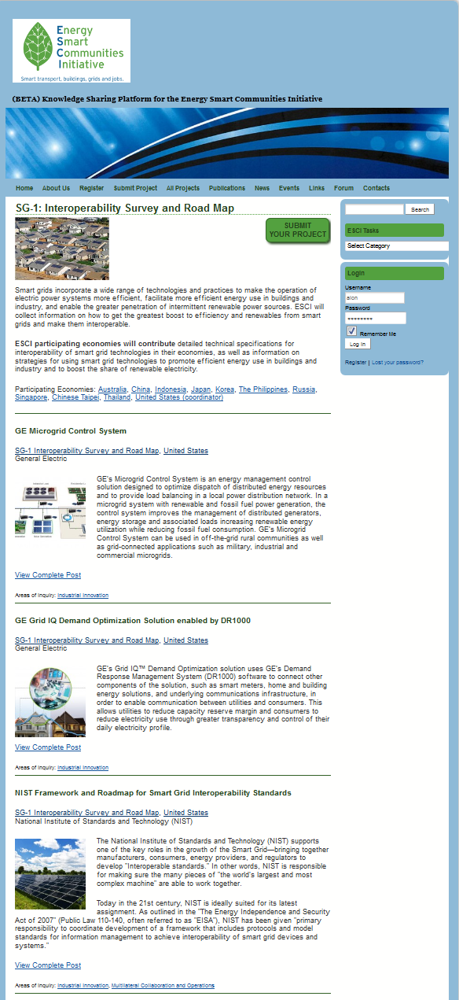 Energy
Smart
Communities
Initiative
Smart transport, buildings, grids and jobs.
(BETA) Knowledge Sharing Platform for the Energy Smart Communities Initiative
Home About Us Register Submit Project All Projects Publications News Events Links Forum Contacts
SG-1: Interoperability Survey and Road Map
SUBMIT
YOUR PROJECT
Smart grids incorporate a wide range of technologies and practices to make the operation of
electric power systems more efficient, facilitate more efficient energy use in buildings and
industry, and enable the greater penetration of intermittent renewable power sources. ESCI will
collect information on how to get the greatest boost to efficiency and renewables from smart
grids and make them interoperable.
ESCI participating economies will contribute detailed technical specifications for
interoperability of smart grid technologies in their economies, as well as information on
strategies for using smart grid technologies to promote efficient energy use in buildings and
industry and to boost the share of renewable electricity.
Participating Economies: Australia, China, Indonesia, Japan, Korea, The Philippines, Russia,
Singapore, Chinese Taipei, Thailand, United States (coordinator)
GE Microgrid Control System
SG-1 Interoperability Survey and Road Map, United States
General Electric
GE's Microgrid Control System is an energy management control
solution designed to optimize dispatch of distributed energy resources
and to provide load balancing in a local power distribution network. In a
microgrid system with renewable and fossil fuel power generation, the
control system improves the management of distributed generators,
energy storage and associated loads increasing renewable energy
utilization while reducing fossil fuel consumption. GE's Microgrid
Control System can be used in off-the-grid rural communities as well
as grid-connected applications such as military, industrial and
commercial microgrids.
View Complete Post
Areas of Inquiry: Industrial Innovation
GE Grid IQ Demand Optimization Solution enabled by DR1000
SG-1 Interoperability Survey and Road Map, United States
General Electric
GE's Grid IQ™ Demand Optimization solution uses GE's Demand
Response Management System (DR1000) software to connect other
components of the solution, such as smart meters, home and building
energy solutions, and underlying communications infrastructure, in
order to enable communication between utilities and consumers. This
allows utilities to reduce capacity reserve margin and consumers to
reduce electricity use through greater transparency and control of their
daily electricity profile.
View Complete Post
Areas of Inquiry: Industrial Innovation
NIST Framework and Roadmap for Smart Grid Interoperability Standards
SG-1 Interoperability Survey and Road Map, United States
National Institute of Standards and Technology (NIST)
The National Institute of Standards and Technology (NIST) supports
one of the key roles in the growth of the Smart Grid—bringing together
manufacturers, consumers, energy providers, and regulators to
develop "Interoperable standards." In other words, NIST is responsible
for making sure the many pieces of "the world's largest and most
complex machine" are able to work together.
Today in the 21st century, NIST is ideally suited for its latest
assignment. As outlined in the "The Energy Independence and Security
Act of 2007" (Public Law 110-140, often referred to as "EISA"), NIST has been given "primary
responsibility to coordinate development of a framework that includes protocols and model
standards for information management to achieve interoperability of smart grid devices and
systems."
View Complete Post
Areas of Inquiry: Industrial Innovation, Multilateral Collaboration and Operations
Search
ESCI Tasks
Select Category
Login
Username
alon
Password
********
Remember Me
Log In
Register | Lost your password?